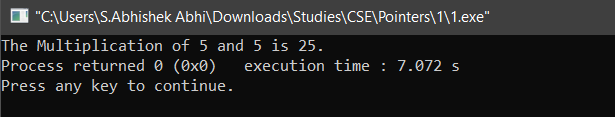 "C:\Users\S.Abhishek Abhi\Downloads\Studies\CSE\Pointers\1\1.exe"
The Multiplication of 5 and 5 is 25.
Process returned 0 (0x0)   execution time : 7.072 s
Press any key to continue.